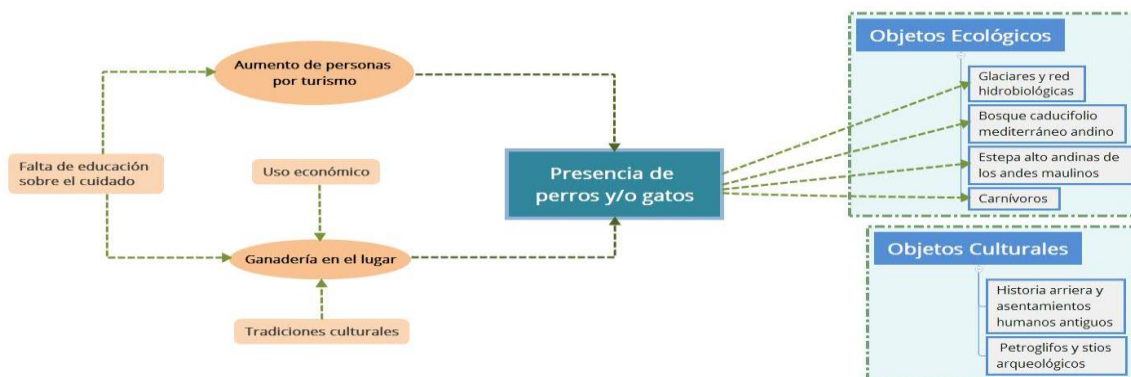 Aumento de personas
por turismo
Falta de educación
sobre el cuidado
Uso económico
Ganadería en el lugar
Tradiciones culturales
Presencia de
perros y/o gatos
Objetos Ecológicos
Glaciares y red
hidrobiológicas
Bosque caducifolio
mediterráneo andino
Estepa alto andinas de
los andes maulinos
Carnívoros
Objetos Culturales
Historia arriera y
asentamientos
humanos antiguos
Petroglifos y stios
arqueológicos